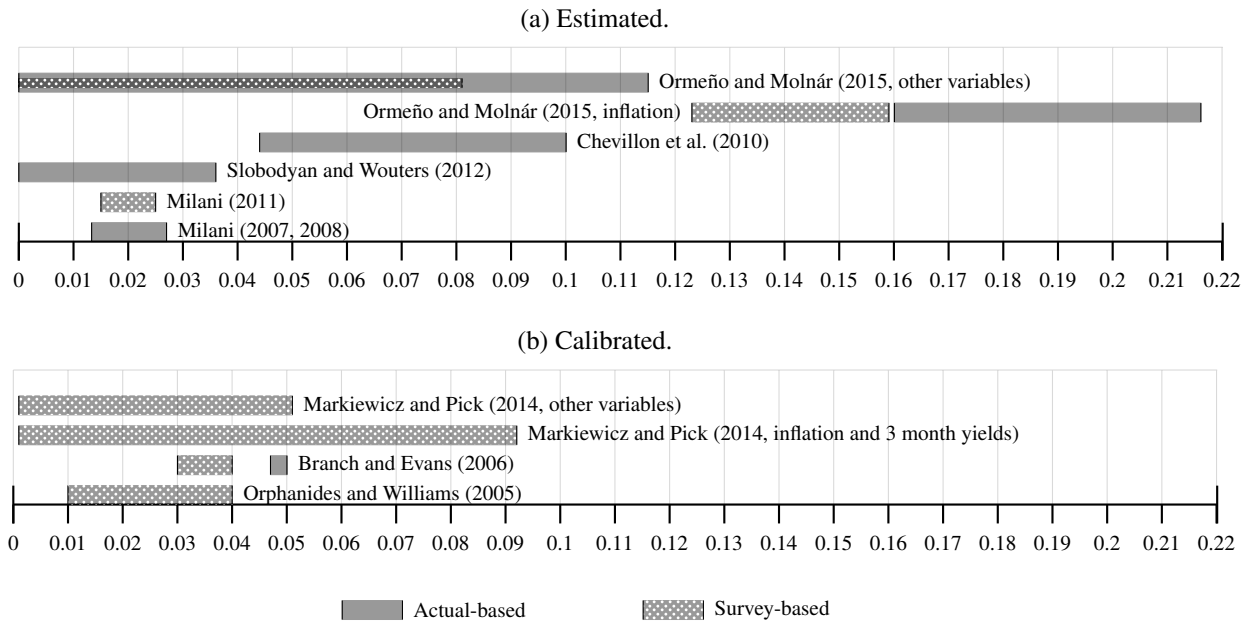 (a) Estimated.
Ormeño and Molnár (2015, other variables)
Ormeño and Molnár (2015, inflation)
Chevillon et al. (2010)
Slobodyan and Wouters (2012)
Milani (2011)
Milani (2007, 2008)
0 0.01 0.02 0.03 0.04 0.05 0.06 0.07 0.08 0.09 0.1 0.11 0.12 0.13 0.14 0.15 0.16 0.17 0.18 0.19 0.2 0.21 0.22
(b) Calibrated.
Markiewicz and Pick (2014, other variables)
Markiewicz and Pick (2014, inflation and 3 month yields)
Branch and Evans (2006)
Orphanides and Williams (2005)
0 0.01 0.02 0.03 0.04 0.05 0.06 0.07 0.08 0.09 0.1 0.11 0.12 0.13 0.14 0.15 0.16 0.17 0.18 0.19 0.2 0.21 0.22
Actual-based Survey-based